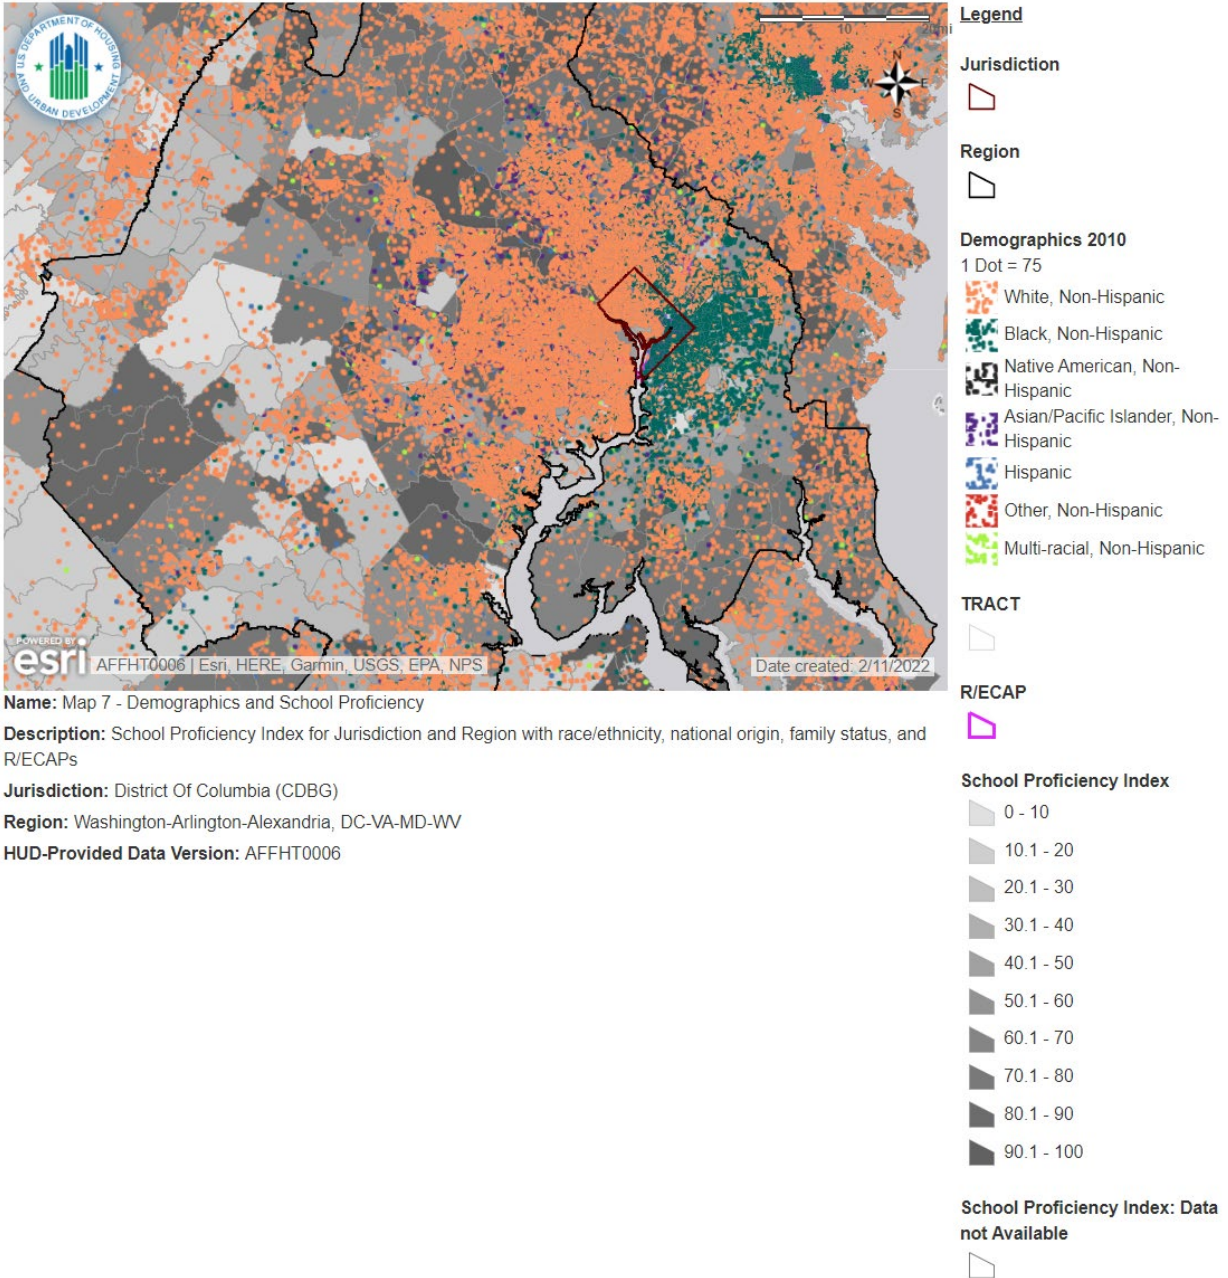 U.S. DEPARTMENT OF HOUSING
AND URBAN DEVELOPMENT
10
20mi
N
E
S
POWERED BY
esri
AFFHT0006 | Esri, HERE, Garmin, USGS, EPA, NPS
Date created: 2/11/2022
Name: Map 7 - Demographics and School Proficiency
Description: School Proficiency Index for Jurisdiction and Region with race/ethnicity, national origin, family status, and
R/ECAPs
Jurisdiction: District Of Columbia (CDBG)
Region: Washington-Arlington-Alexandria, DC-VA-MD-WV
HUD-Provided Data Version: AFFHT0006
Legend
Jurisdiction
Region
Demographics 2010
1 Dot = 75
White, Non-Hispanic
Black, Non-Hispanic
Native American, Non-
Hispanic
Asian/Pacific Islander, Non-
Hispanic
Hispanic
Other, Non-Hispanic
Multi-racial, Non-Hispanic
TRACT
R/ECAP
School Proficiency Index
0 - 10
10.1 - 20
20.1 - 30
30.1 - 40
40.1 - 50
50.1 - 60
60.1 - 70
70.1 - 80
80.1 - 90
90.1 - 100
School Proficiency Index: Data
not Available